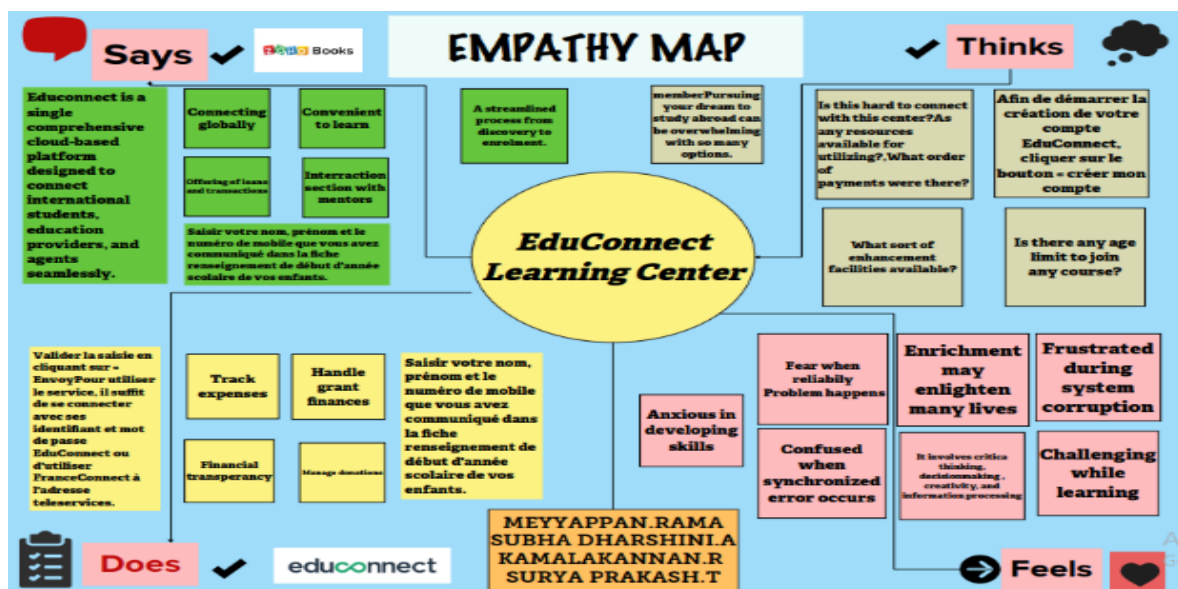 EMPATHY MAP
Says
ZOHO Books
Thinks
Educonnect is a
single
comprehensive
cloud-based
platform
designed to
connect
international
students,
education
providers, and
agents
seamlessly.
Connecting
globally
Convenient
to learn
Offering of loans
and transactions
Interraction
section with
mentors
Saisir votre nom, prénom et le
numéro de mobile que vous avez
communiqué dans la fiche
renseignement de début d'année
scolaire de vos enfants.
A streamlined
process from
discovery to
enrolment.
memberPursuing
your dream to
study abroad can
be overwhelming
with so many
options.
Is this hard to connect
with this center?As
any resources
available for
utilizing?,What order
of
payments were there?
Afin de démarrer la
création de votre
compte
EduConnect,
cliquer sur le
bouton « créer mon
compte
What sort of
enhancement
facilities available?
Is there any age
limit to join
any course?
EduConnect
Learning Center
Valider la saisie en
cliquant sur «
EnvoyPour utiliser
le service, il suffit
de se connecter
avec ses
identifiant et mot
de passe
EduConnect ou
d'utiliser
FranceConnect à
l'adresse
teleservices.
Track
expenses
Handle
grant
finances
Financial
transperancy
Manage donations
Saisir votre nom,
prénom et le
numéro de mobile
que vous avez
communiqué dans
la fiche
renseignement de
début d'année
scolaire de vos
enfants.
Anxious in
developing
skills
Fear when
reliabily
Problem happens
Enrichment
may
enlighten
many lives
Frustrated
during
system
corruption
Confused
when
synchronized
error occurs
It involves critica
thinking,
decisionmaking ,
creativity, and
information processing
Challenging
while
learning
MEYYAPPAN.RAMA
SUBHA DHARSHINI.A
KAMALAKANNAN.R
SURYA PRAKASH.T
Does
educonnect
Feels